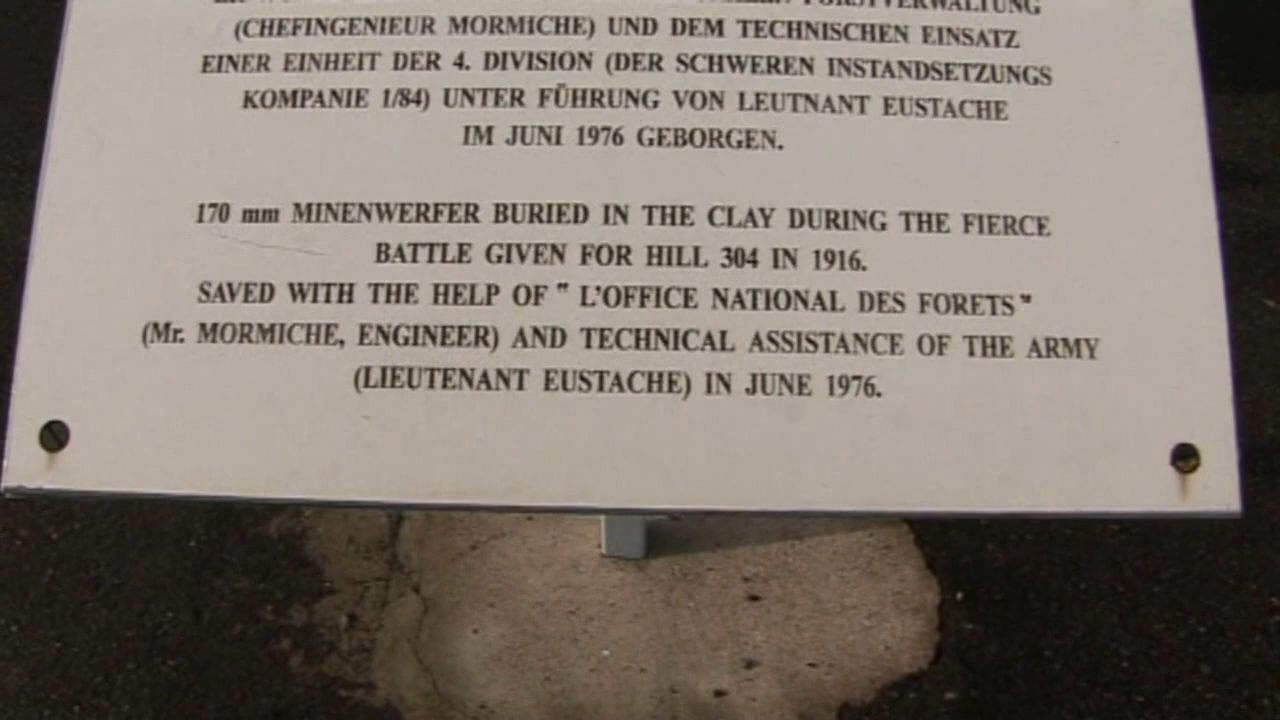 FORSTVERWALTUNG
(CHEFINGENIEUR MORMICHE) UND DEM TECHNISCHEN EINSATZ
EINER EINHEIT DER 4. DIVISION (DER SCHWEREN INSTANDSETZUNGS
KOMPANIE 1/84) UNTER FÜHRUNG VON LEUTNANT EUSTACHE
IM JUNI 1976 GEBORGEN.
170 mm MINENWERFER BURIED IN THE CLAY DURING THE FIERCE
BATTLE GIVEN FOR HILL 304 IN 1916.
SAVED WITH THE HELP OF " L'OFFICE NATIONAL DES FORETS"
(Mr. MORMICHE, ENGINEER) AND TECHNICAL ASSISTANCE OF THE ARMY
(LIEUTENANT EUSTACHE) IN JUNE 1976.